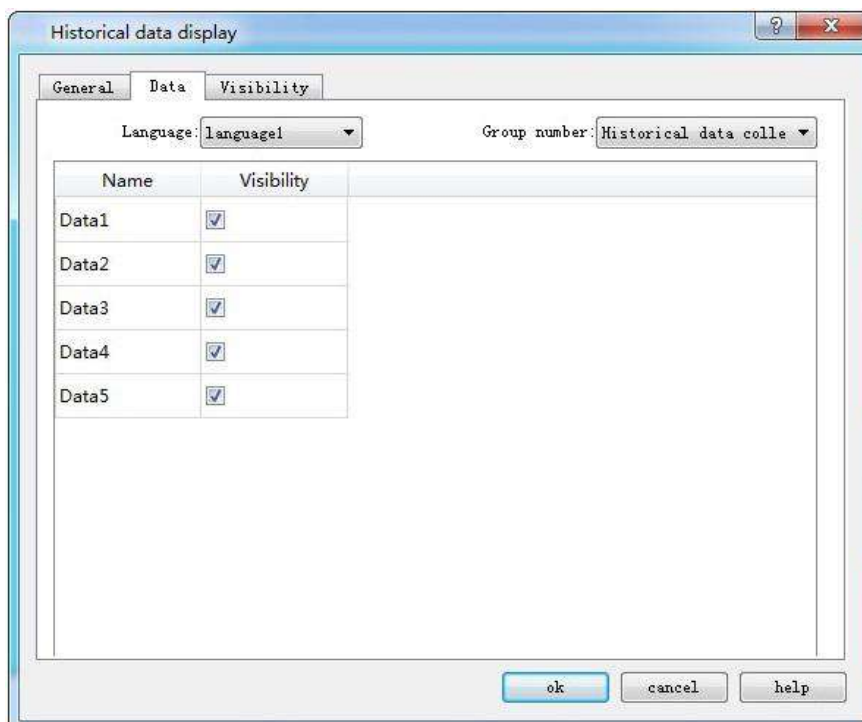 Historical data display
General Data Visibility
Language: language1 Group number: Historical data colle
Name Visibility
Data1
Data2
Data3
Data4
Data5
ok cancel help